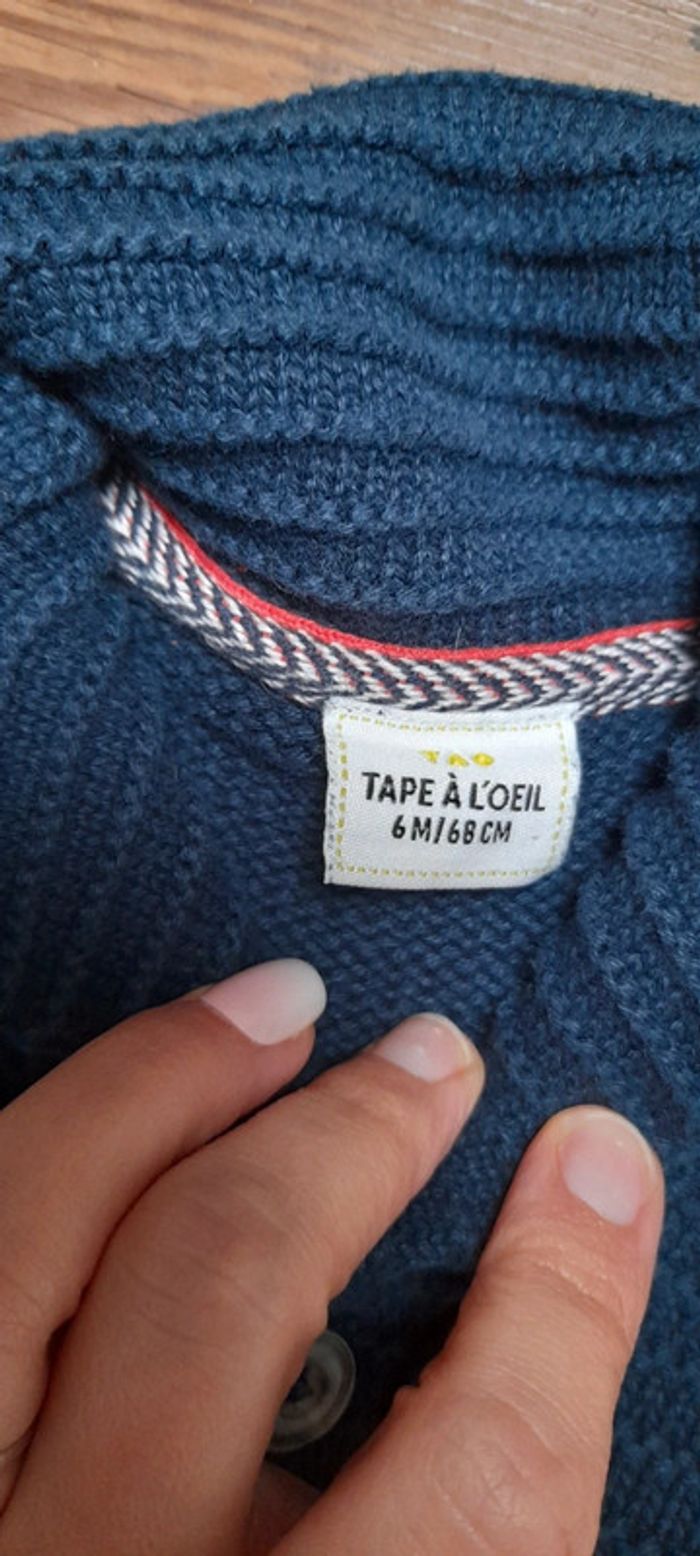 TAO
TAPE À L'OEIL
6M/68CM